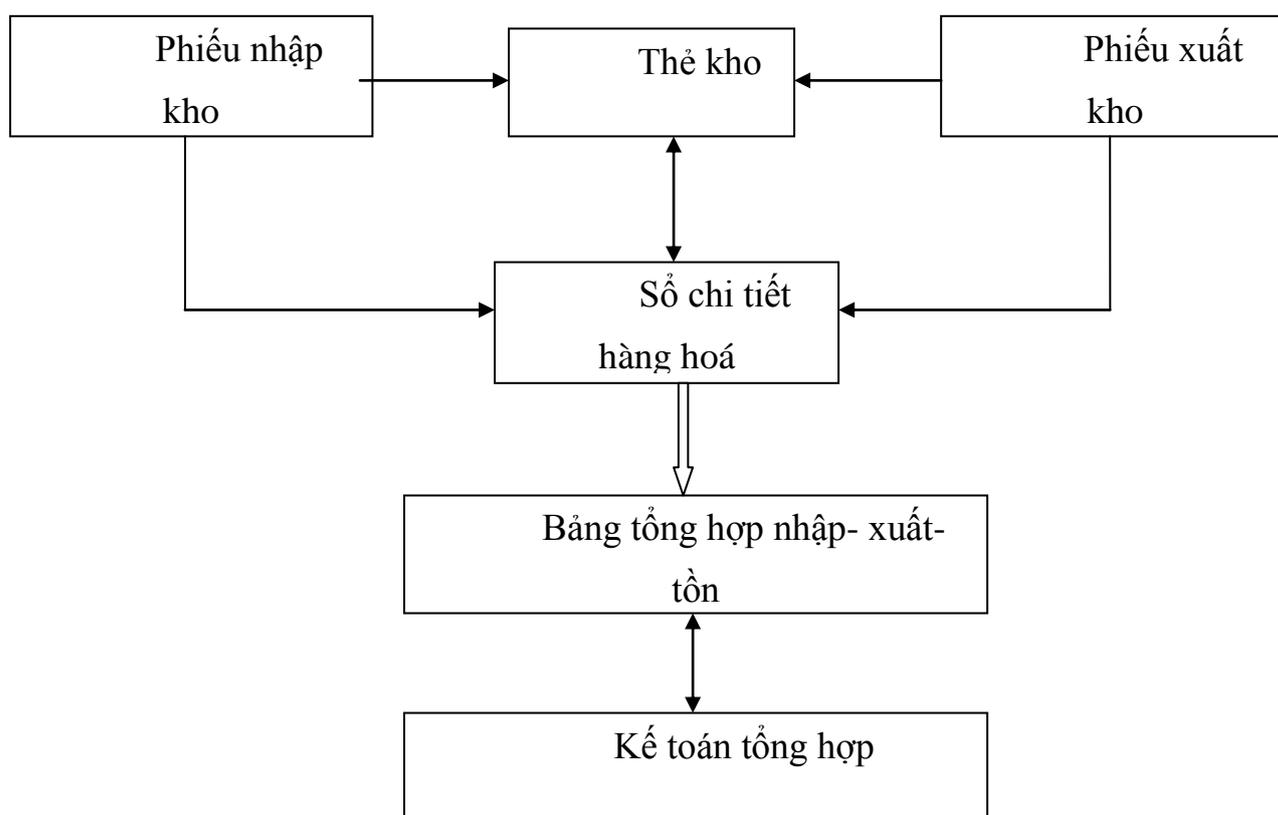 Phiếu nhập
kho
Thẻ kho
Phiếu xuất
kho
Sổ chi tiết
hàng hoá
Bảng tổng hợp nhập- xuất-
tồn
Kế toán tổng hợp